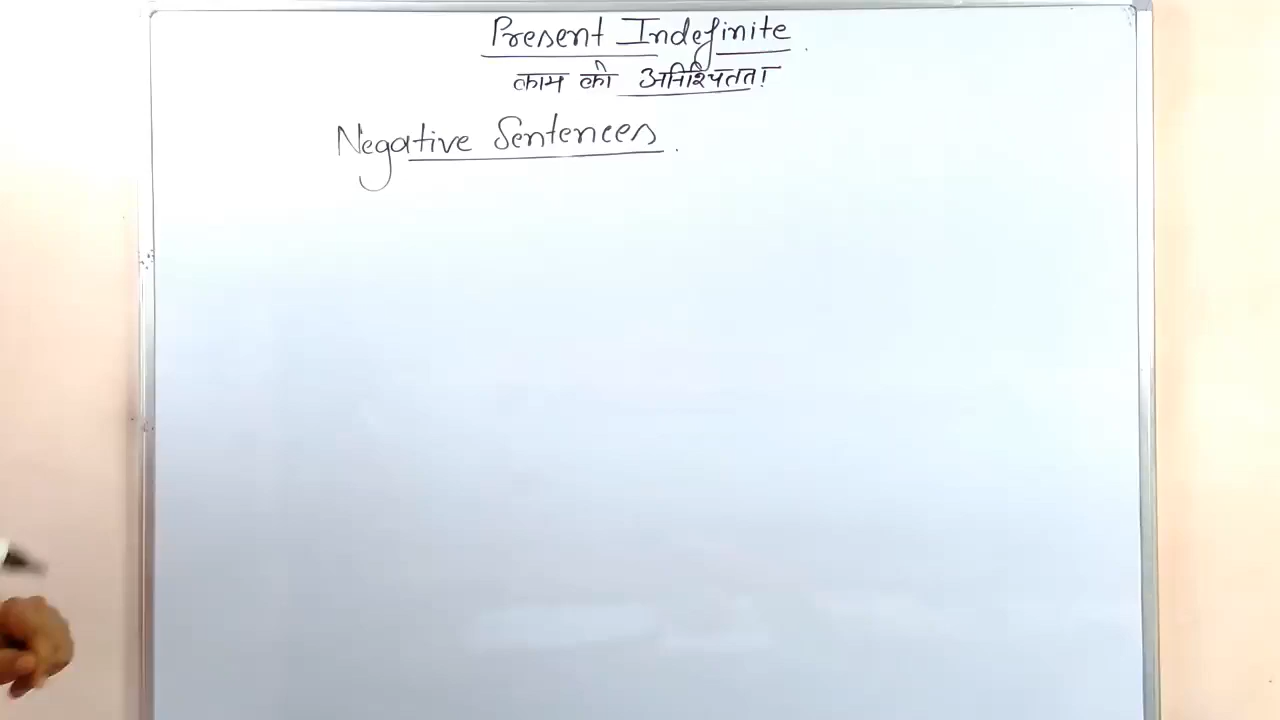 Present Indefinite.
काम की अनिश्चितता
Negative Sentences.